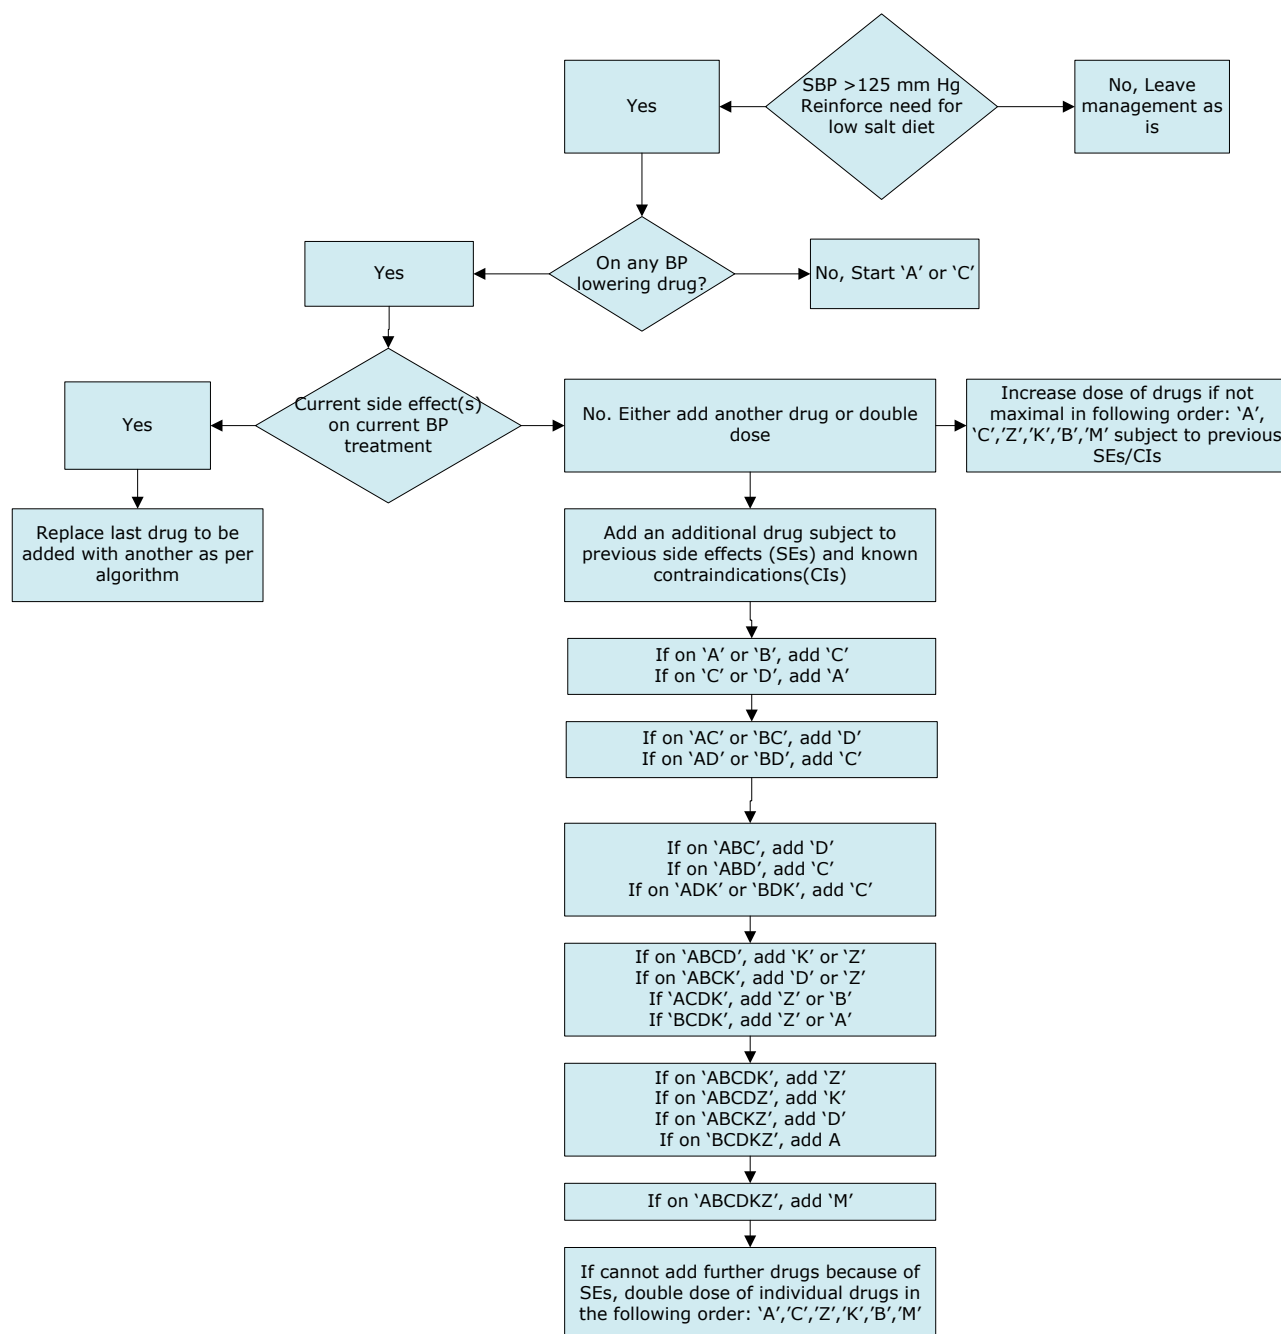 SBP >125 mm Hg
Reinforce need for
low salt diet
Yes
No, Leave
management as
is
On any BP
lowering drug?
Yes
No, Start ‘A’ or ‘C’
Current side effect(s)
on current BP
treatment
Yes
No. Either add another drug or double
dose
Increase dose of drugs if not
maximal in following order: ‘A’,
‘C’,’Z’,’K’,’B’,’M’ subject to previous
SEs/CIs
Replace last drug to be
added with another as per
algorithm
Add an additional drug subject to
previous side effects (SEs) and known
contraindications(CIs)
If on ‘A’ or ‘B’, add ‘C’
If on ‘C’ or ‘D’, add ‘A’
If on ‘AC’ or ‘BC’, add ‘D’
If on ‘AD’ or ‘BD’, add ‘C’
If on ‘ABC’, add ‘D’
If on ‘ABD’, add ‘C’
If on ‘ADK’ or ‘BDK’, add ‘C’
If on ‘ABCD’, add ‘K’ or ‘Z’
If on ‘ABCK’, add ‘D’ or ‘Z’
If ‘ACDK’, add ‘Z’ or ‘B’
If ‘BCDK’, add ‘Z’ or ‘A’
If on ‘ABCDK’, add ‘Z’
If on ‘ABCDZ’, add ‘K’
If on ‘ABCKZ’, add ‘D’
If on ‘BCDKZ’, add A
If on ‘ABCDKZ’, add ‘M’
If cannot add further drugs because of
SEs, double dose of individual drugs in
the following order: ‘A’,’C’,’Z’,’K’,’B’,’M’